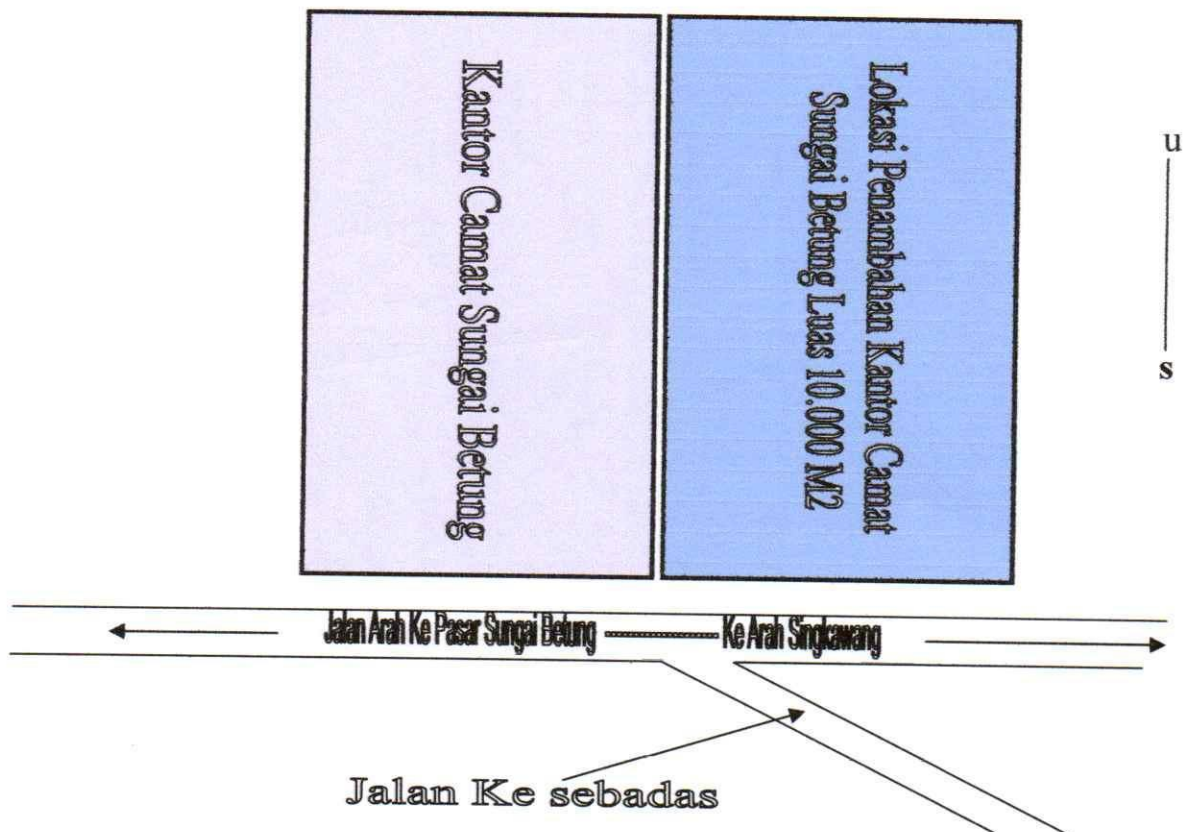 Kantor Camat Sungai Betung
Lokasi Penambahan Kantor Camat
Sungai Betung Luas 10.000 M2
u
s
Jalan Arah Ke Pasar Sungai Betung ----------------- Ke Arah Singkawang
Jalan Ke sebadas